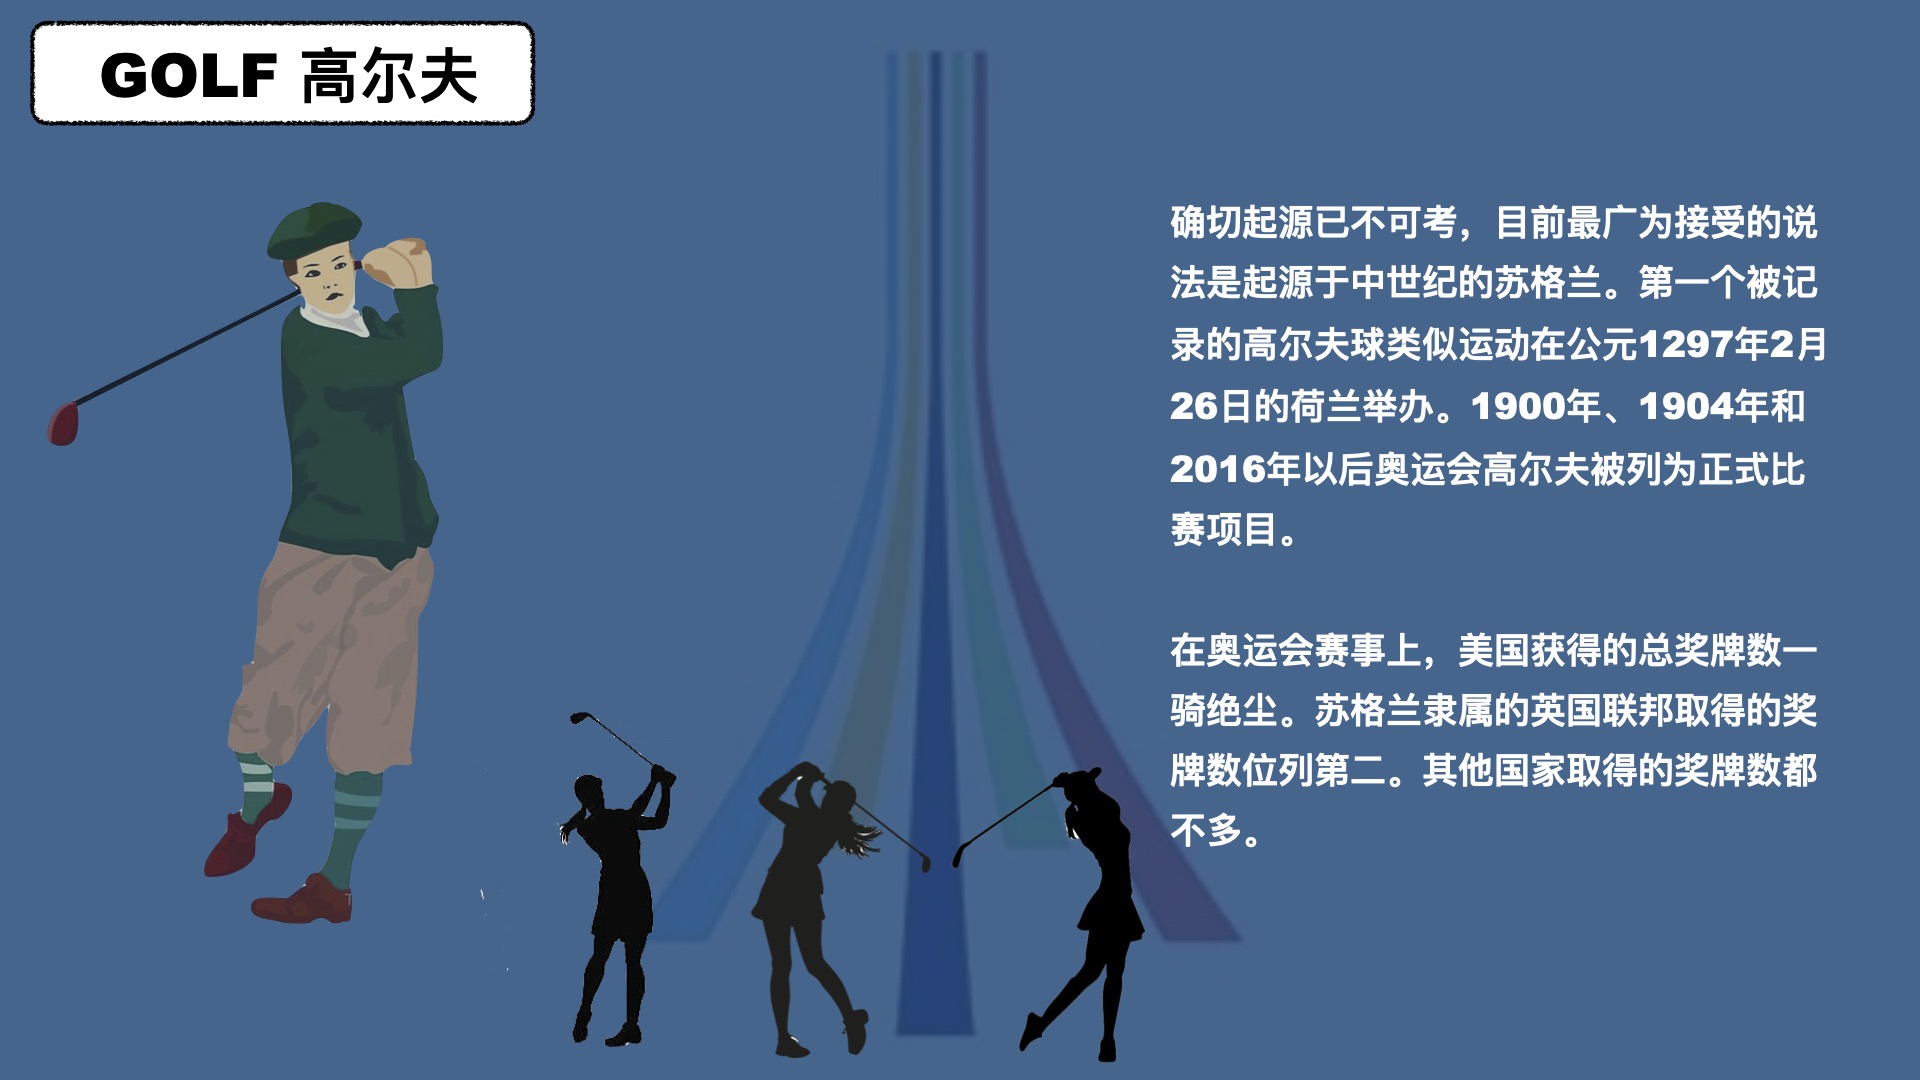 GOLF 高尔夫
确切起源已不可考，目前最广为接受的说
法是起源于中世纪的苏格兰。第一个被记
录的高尔夫球类似运动在公元1297年2月
26日的荷兰举办。1900年、1904年和
2016年以后奥运会高尔夫被列为正式比
赛项目。
在奥运会赛事上，美国获得的总奖牌数一
骑绝尘。苏格兰隶属的英国联邦取得的奖
牌数位列第二。其他国家取得的奖牌数都
不多。